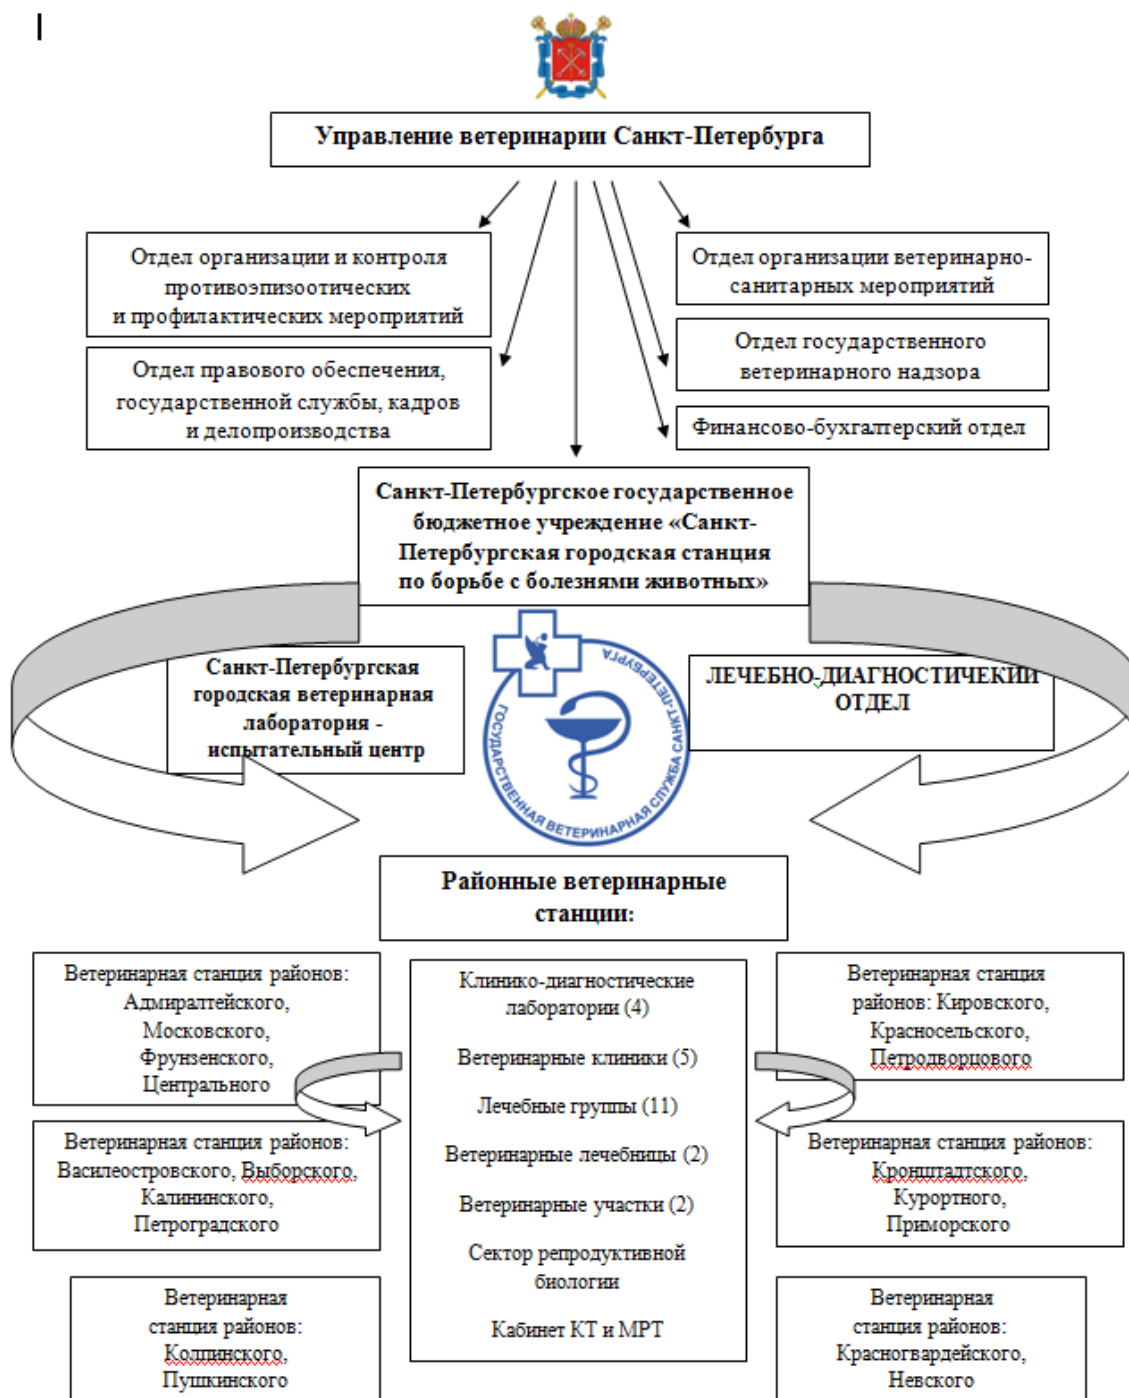 Управление ветеринарии Санкт-Петербурга
Отдел организации и контроля
противоэпизоотических
и профилактических мероприятий
Отдел организации ветеринарно-
санитарных мероприятий
Отдел правового обеспечения,
государственной службы, кадров
и делопроизводства
Отдел государственного
ветеринарного надзора
Финансово-бухгалтерский отдел
Санкт-Петербургское государственное
бюджетное учреждение «Санкт-
Петербургская городская станция
по борьбе с болезнями животных»
Санкт-Петербургская
городская ветеринарная
лаборатория -
испытательный центр
ГОСУДАРСТВЕННАЯ ВЕТЕРИНАРНАЯ СЛУЖБА САНКТ-ПЕТЕРБУРГА
ЛЕЧЕБНО-ДИАГНОСТИЧЕКИЙ
ОТДЕЛ
Районные ветеринарные
станции:
Ветеринарная станция районов:
Адмиралтейского,
Московского,
Фрунзенского,
Центрального
Ветеринарная станция районов:
Василеостровского, Выборского,
Калининского,
Петроградского
Ветеринарная
станция районов:
Колпинского,
Пушкинского
Клинико-диагностические
лаборатории (4)
Ветеринарные клиники (5)
Лечебные группы (11)
Ветеринарные лечебницы (2)
Ветеринарные участки (2)
Сектор репродуктивной
биологии
Кабинет КТ и МРТ
Ветеринарная станция
районов: Кировского,
Красносельского,
Петродворцового
Ветеринарная станция районов:
Кронштадтского,
Курортного,
Приморского
Ветеринарная
станция районов:
Красногвардейского,
Невского